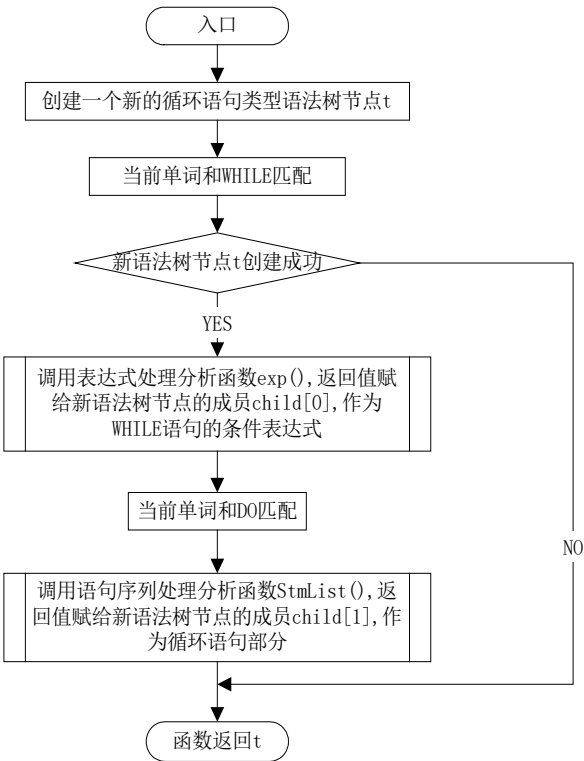 入口
创建一个新的循环语句类型语法树节点t
当前单词和WHILE匹配
新语法树节点t创建成功
YES
调用表达式处理分析函数exp(),返回值赋
给新语法树节点的成员child[0],作为
WHILE语句的条件表达式
当前单词和DO匹配
NO
调用语句序列处理分析函数StmList(),返
回值赋给新语法树节点的成员child[1],作
为循环语句部分
函数返回t